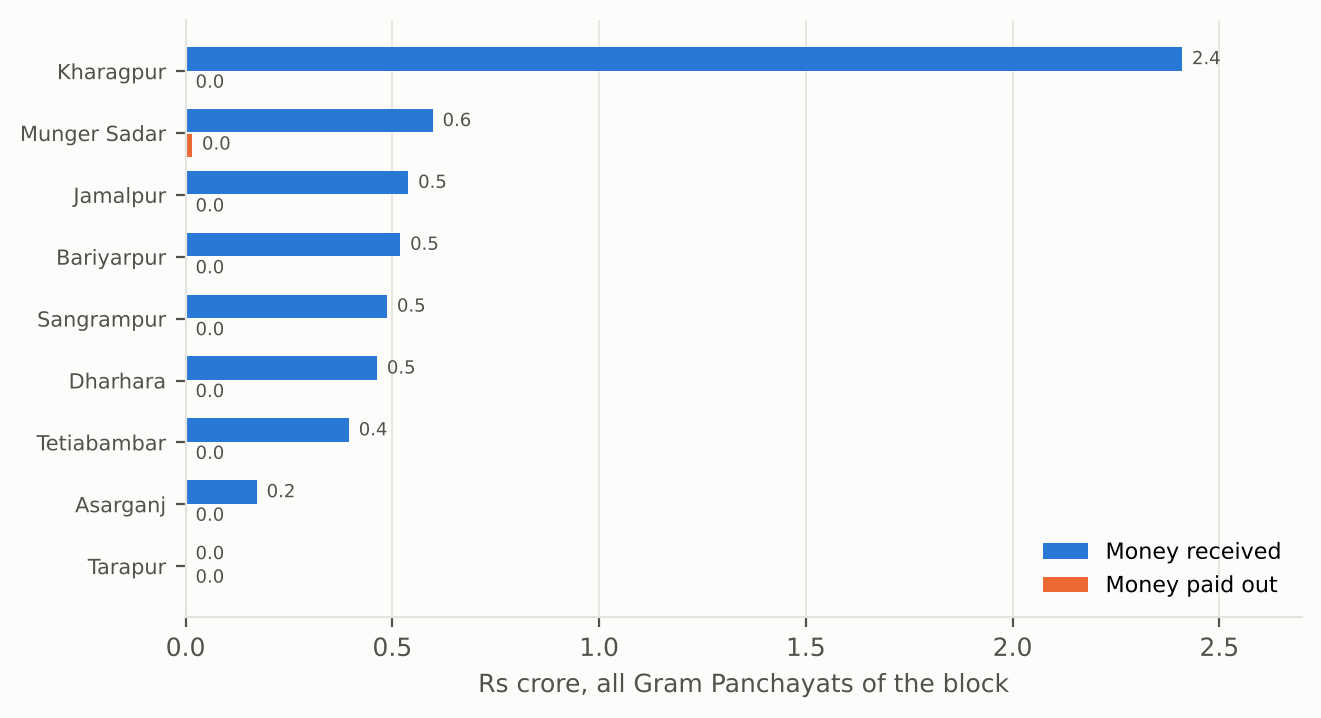 Kharagpur
2.4
0.0
Munger Sadar
0.6
0.0
Jamalpur
0.5
0.0
Bariyarpur
0.5
0.0
Sangrampur
0.5
0.0
Dharhara
0.5
0.0
Tetiabambar
0.4
0.0
Asarganj
0.2
0.0
Tarapur
0.0
0.0
Money received
Money paid out
0.0 0.5 1.0 1.5 2.0 2.5
Rs crore, all Gram Panchayats of the block